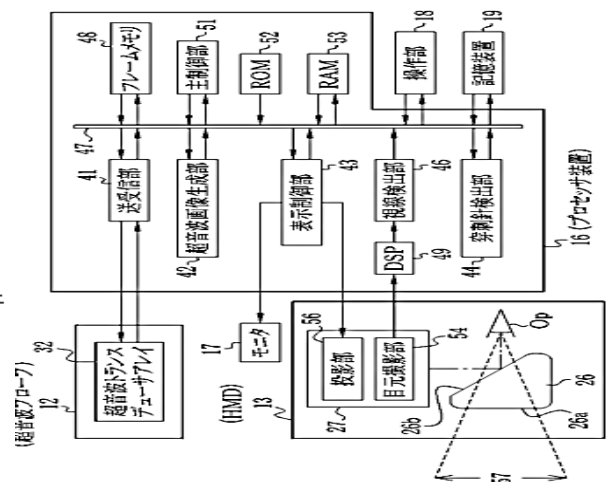 48
フレームメモリ
51
主制御部
52
ROM
53
RAM
18
操作部
19
記憶装置
47
41
送受信部
42
超音波画像生成部
43
表示制御部
46
視線検出部
49
DSP
44
穿刺針検出部
16(プロセッサ装置)
(超音波プローブ)
12
32
超音波トランス
デューサアレイ
17
モニタ
(HMD)
13
56
投影部
54
目元撮影部
27
Op
26
26a
26b
57